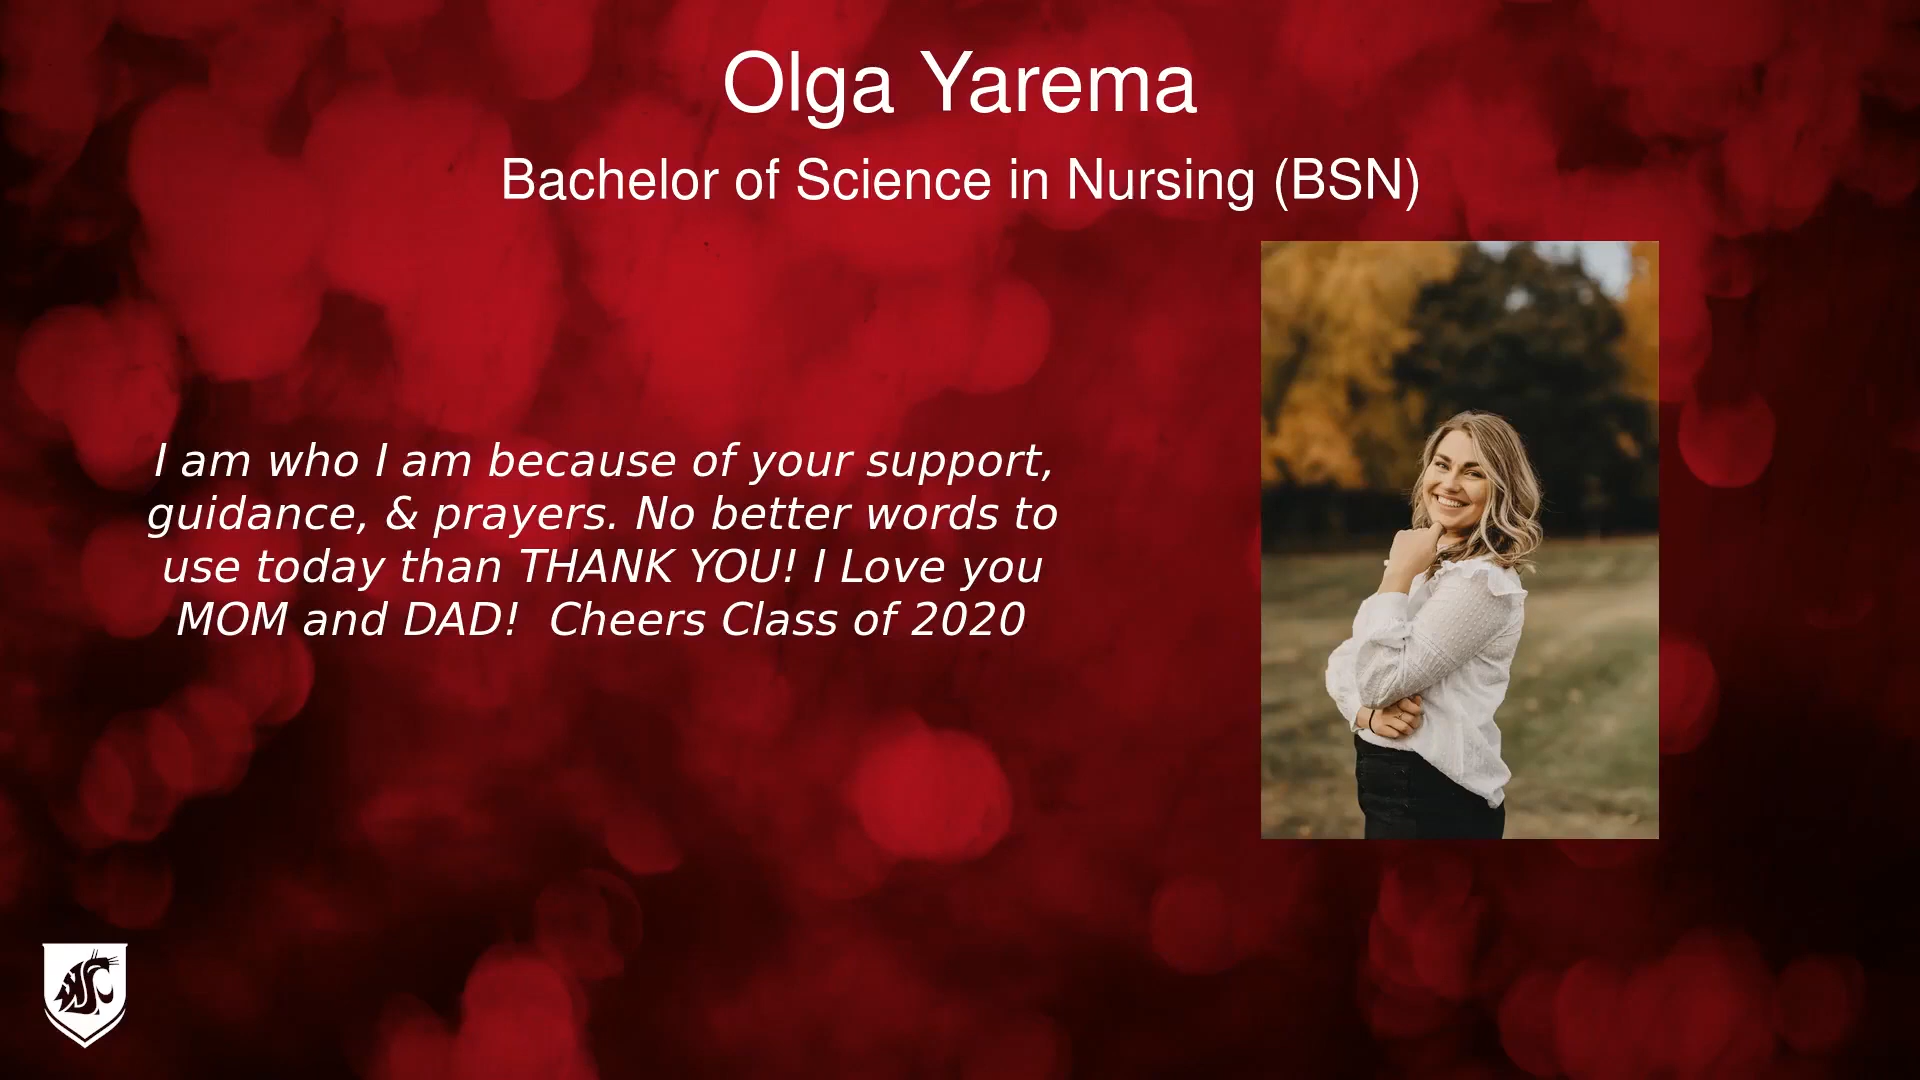 Olga Yarema
Bachelor of Science in Nursing (BSN)
I am who I am because of your support,
guidance, & prayers. No better words to
use today than THANK YOU! I Love you
MOM and DAD!  Cheers Class of 2020